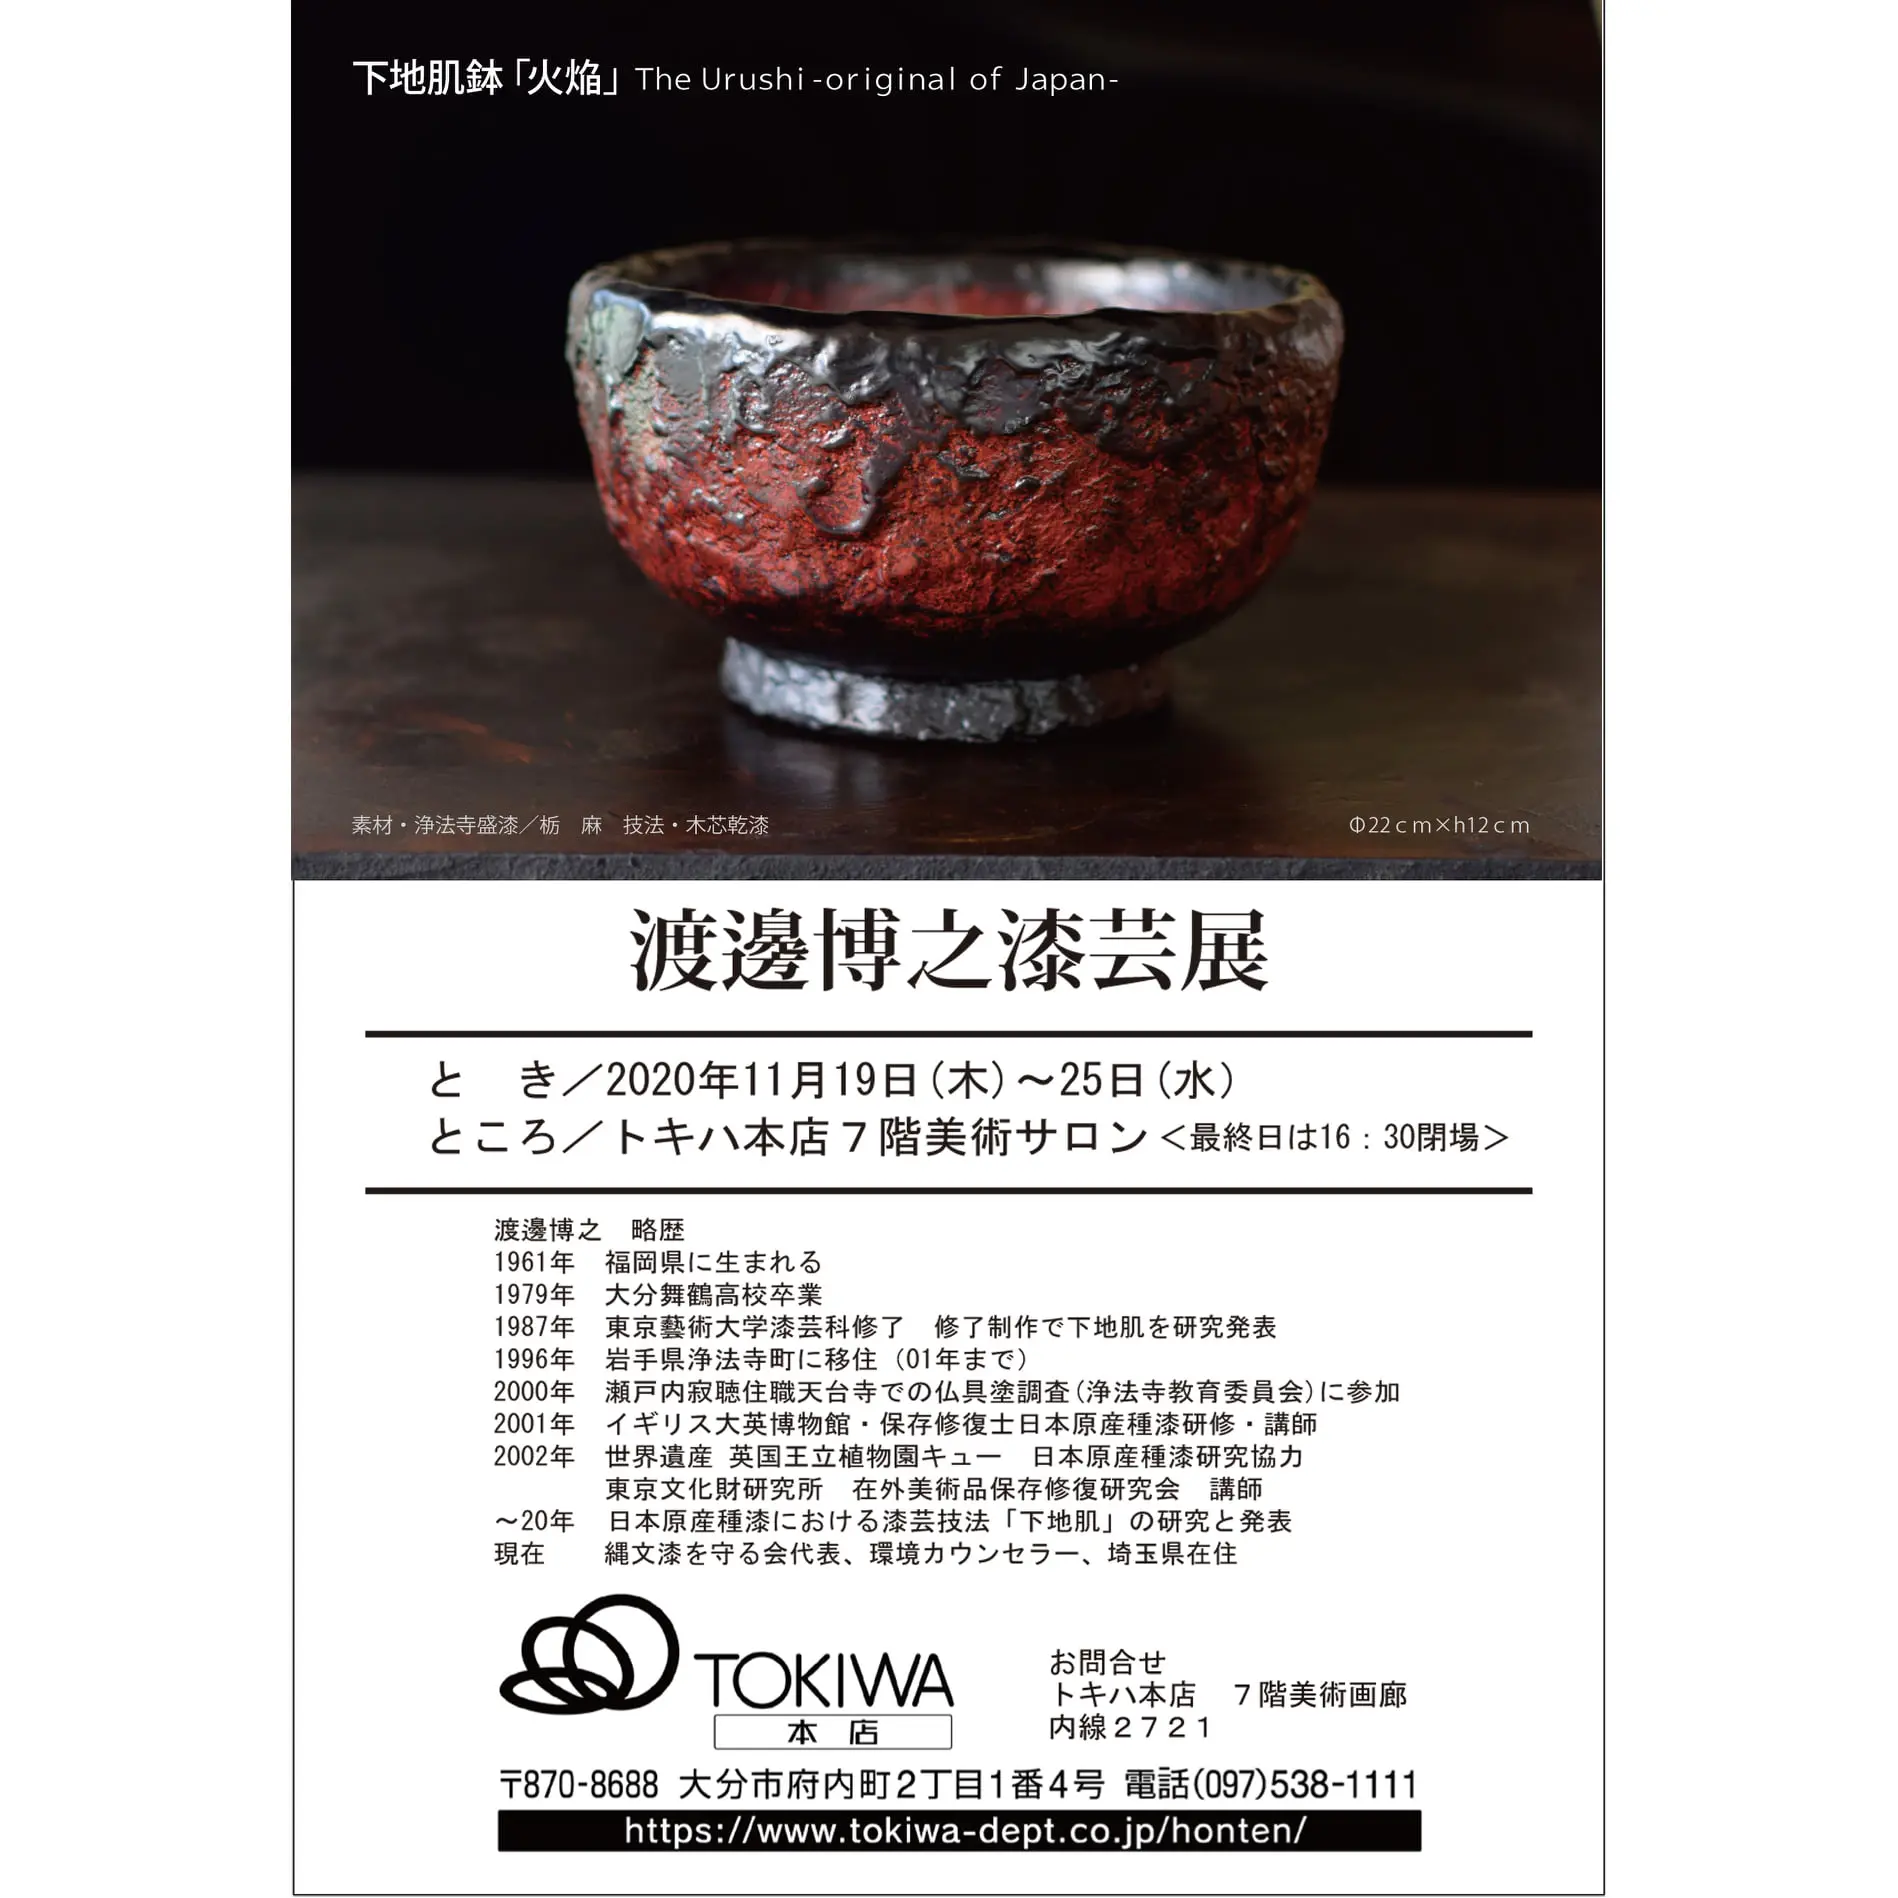 下地肌鉢「火焔」The Urushi -original of Japan-
素材・浄法寺盛漆／栃　麻　技法・木芯乾漆
Φ22cm×h12cm
渡邊博之漆芸展
と　き／2020年11月19日(木)～25日(水)
ところ／トキハ本店７階美術サロン＜最終日は16：30閉場＞
渡邊博之　略歴
1961年　福岡県に生まれる
1979年　大分舞鶴高校卒業
1987年　東京藝術大学漆芸科修了　修了制作で下地肌を研究発表
1996年　岩手県浄法寺町に移住（01年まで）
2000年　瀬戸内寂聴住職天台寺での仏具塗調査(浄法寺教育委員会)に参加
2001年　イギリス大英博物館・保存修復士日本原産種漆研修・講師
2002年　世界遺産 英国王立植物園キュー　日本原産種漆研究協力
東京文化財研究所　在外美術品保存修復研究会　講師
～20年　日本原産種漆における漆芸技法「下地肌」の研究と発表
現在　縄文漆を守る会代表、環境カウンセラー、埼玉県在住
TOKIWA
本店
お問合せ
トキハ本店　７階美術画廊
内線２７２１
〒870-8688 大分市府内町2丁目1番4号 電話(097)538-1111
https://www.tokiwa-dept.co.jp/honten/